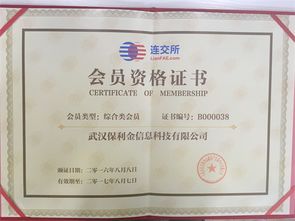 连交所
LianFAE.com
会员资格证书
CERTIFICATE OF MEMBERSHIP
会员类型：综合类会员 证书编号：B000038
武汉保利金信息科技有限公司
颁证日期：二零一六年八月八日
有效期至：二零一七年八月七日